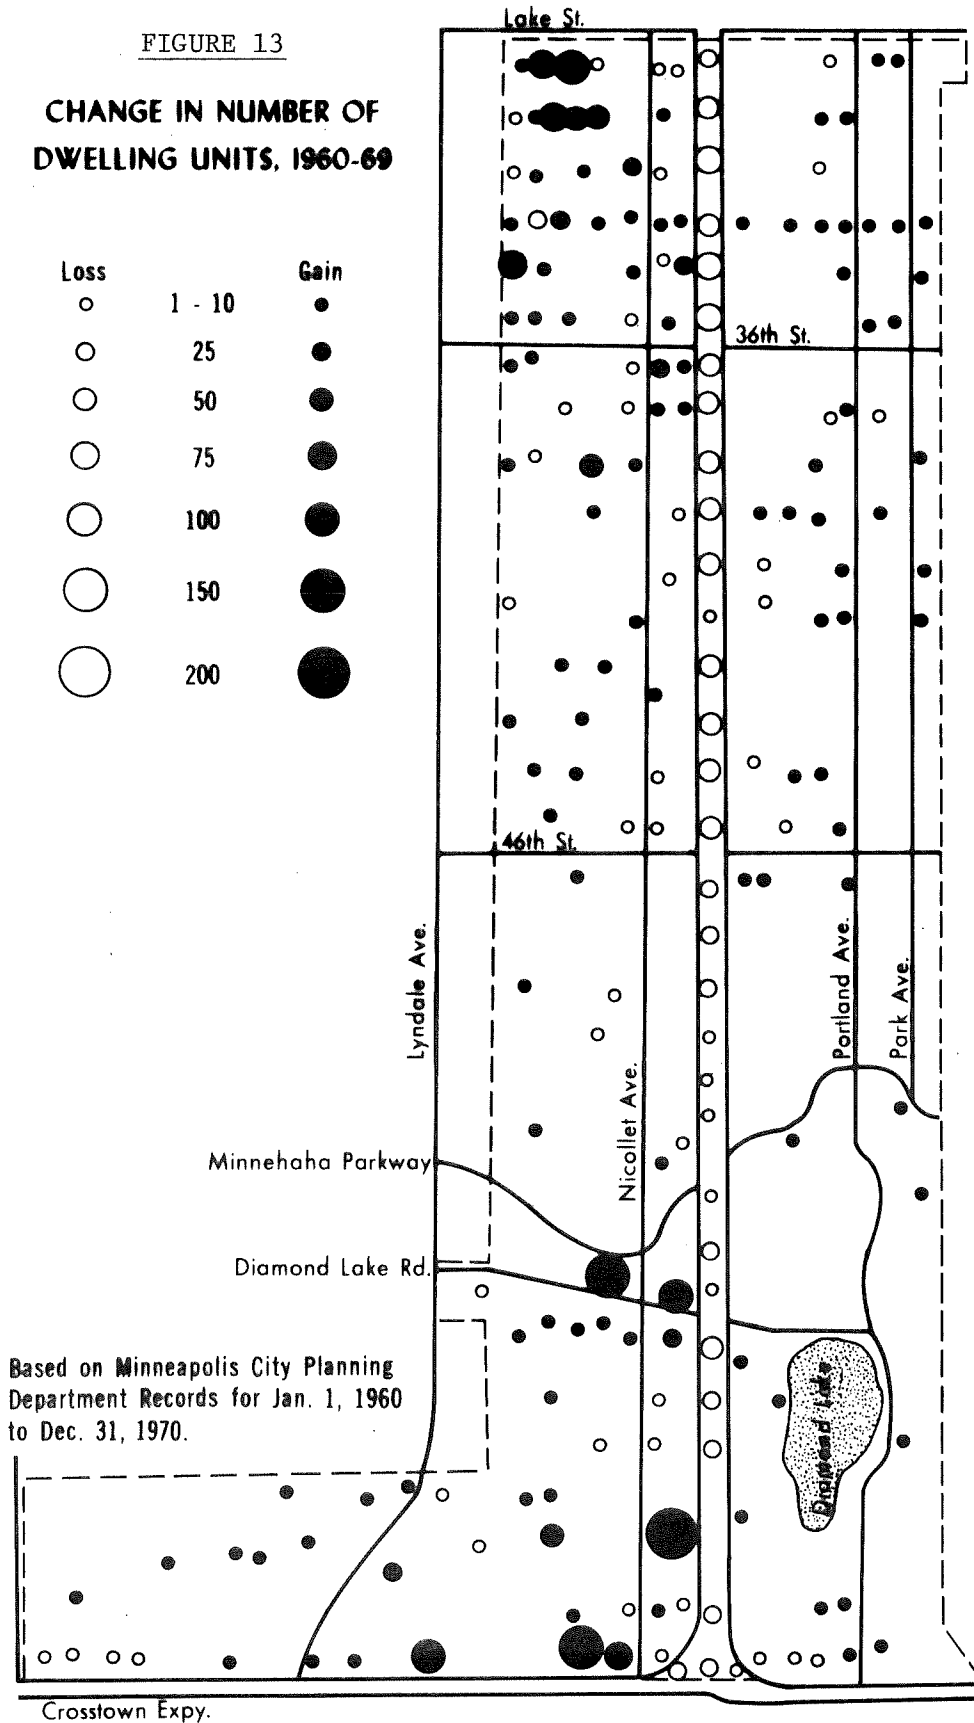 FIGURE 13
CHANGE IN NUMBER OF
DWELLING UNITS, 1960-69
Loss Gain
1 - 10
25
50
75
100
150
200
Lake St.
36th St.
46th St.
Lyndale Ave.
Nicollet Ave.
Portland Ave.
Park Ave.
Minnehaha Parkway
Diamond Lake Rd.
Diamond Lake
Based on Minneapolis City Planning
Department Records for Jan. 1, 1960
to Dec. 31, 1970.
Crosstown Expy.